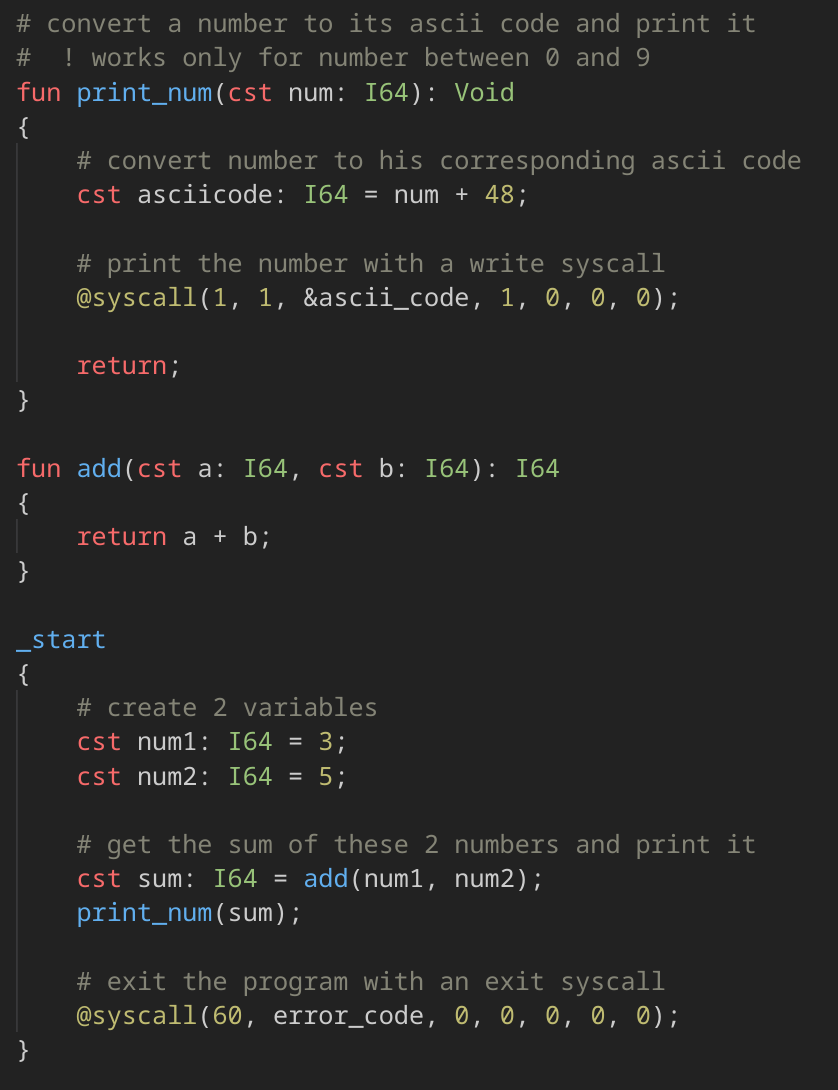 # convert a number to its ascii code and print it
#  ! works only for number between 0 and 9
fun print_num(cst num: I64): Void
{
    # convert number to his corresponding ascii code
    cst asciicode: I64 = num + 48;

    # print the number with a write syscall
    @syscall(1, 1, &ascii_code, 1, 0, 0, 0);

    return;
}

fun add(cst a: I64, cst b: I64): I64
{
    return a + b;
}

_start
{
    # create 2 variables
    cst num1: I64 = 3;
    cst num2: I64 = 5;

    # get the sum of these 2 numbers and print it
    cst sum: I64 = add(num1, num2);
    print_num(sum);

    # exit the program with an exit syscall
    @syscall(60, error_code, 0, 0, 0, 0, 0);
}